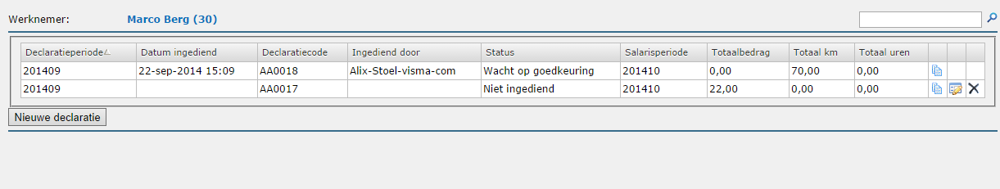 Werknemer: Marco Berg (30)
Declaratieperiode Datum ingediend Declaratiecode Ingediend door Status Salarisperiode Totaalbedrag Totaal km Totaal uren
201409 22-sep-2014 15:09 AA0018 Alix-Stoel-visma-com Wacht op goedkeuring 201410 0,00 70,00 0,00
201409 AA0017 Niet ingediend 201410 22,00 0,00 0,00
Nieuwe declaratie